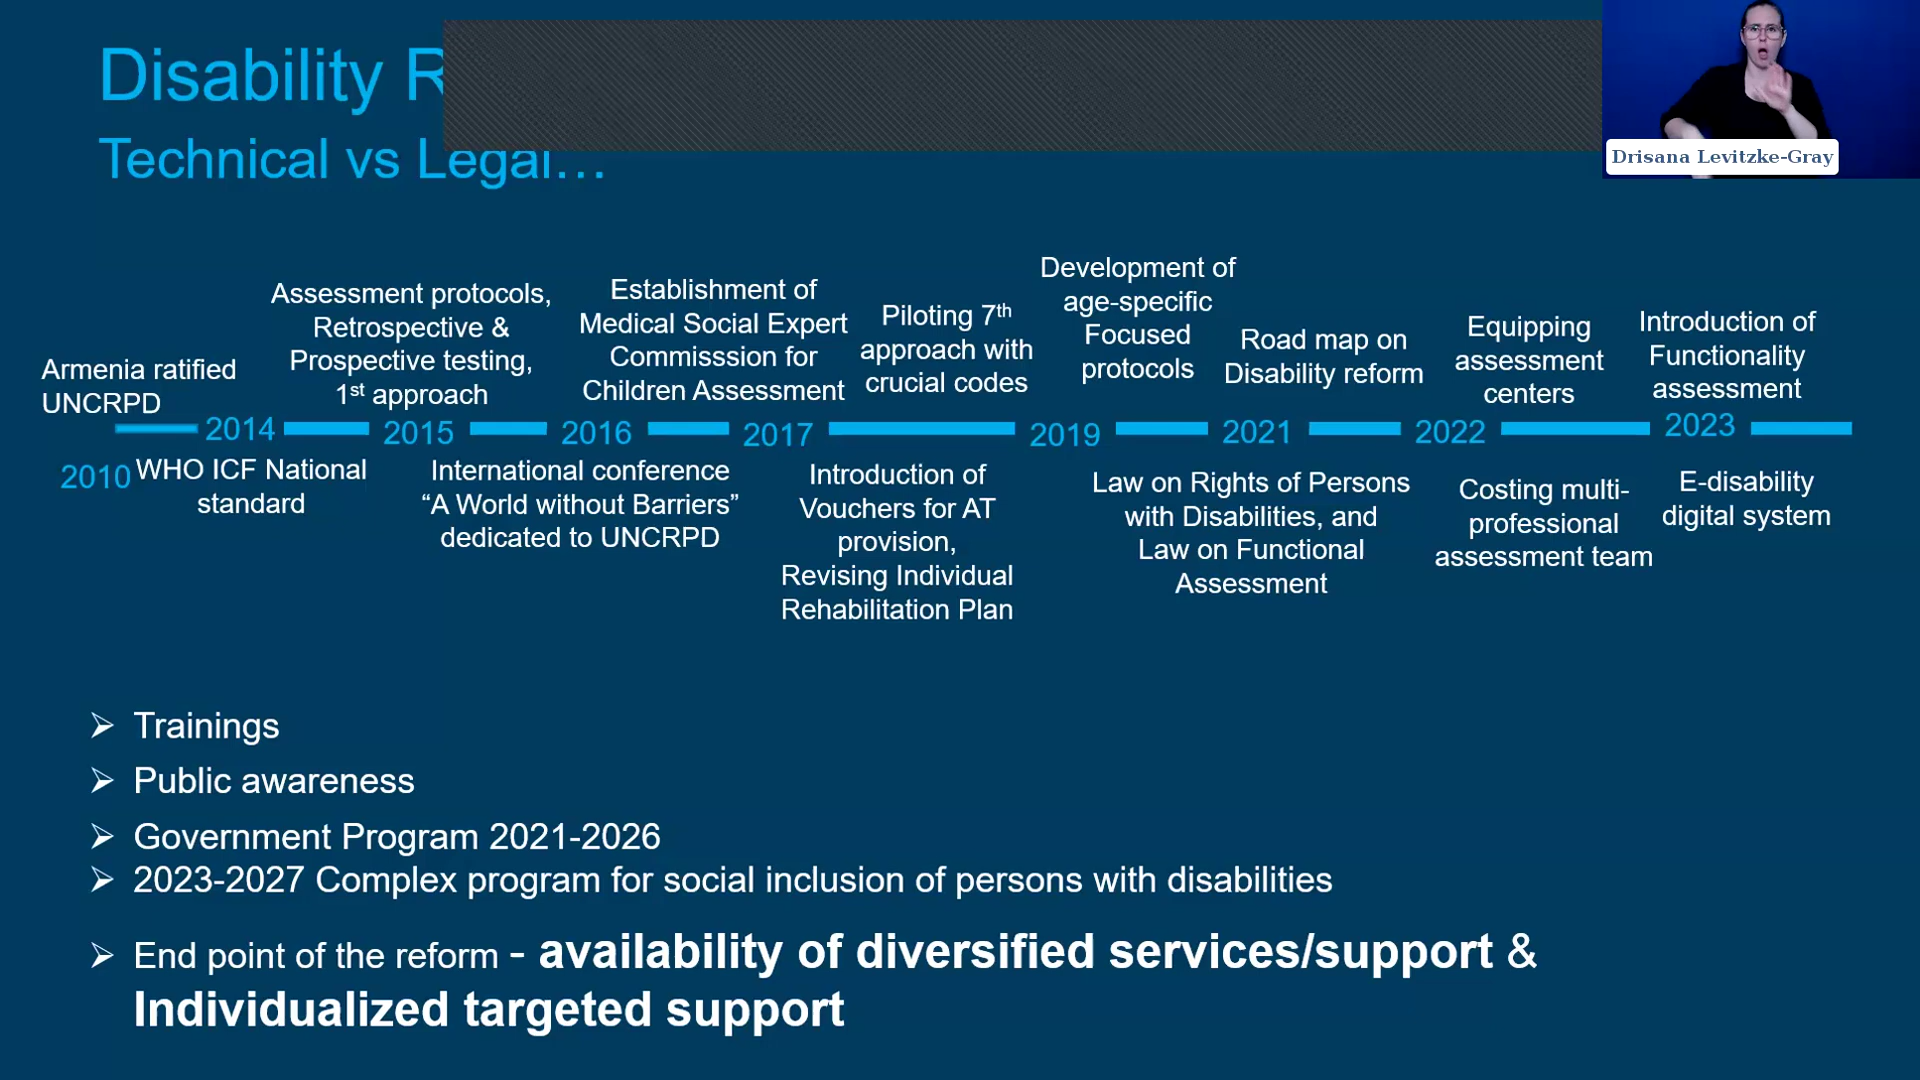 Disability R
Technical vs Legal…
Drisana Levitzke-Gray
Armenia ratified
UNCRPD
2010
2014
WHO ICF National
standard
Assessment protocols,
Retrospective &
Prospective testing,
1st approach
2015
International conference
“A World without Barriers”
dedicated to UNCRPD
Establishment of
Medical Social Expert
Commisssion for
Children Assessment
2016
2017
Piloting 7th
approach with
crucial codes
Introduction of
Vouchers for AT
provision,
Revising Individual
Rehabilitation Plan
Development of
age-specific
Focused
protocols
2019
Road map on
Disability reform
2021
Law on Rights of Persons
with Disabilities, and
Law on Functional
Assessment
Equipping
assessment
centers
2022
Costing multi-
professional
assessment team
Introduction of
Functionality
assessment
2023
E-disability
digital system
➢ Trainings
➢ Public awareness
➢ Government Program 2021-2026
➢ 2023-2027 Complex program for social inclusion of persons with disabilities
➢ End point of the reform - availability of diversified services/support &
Individualized targeted support